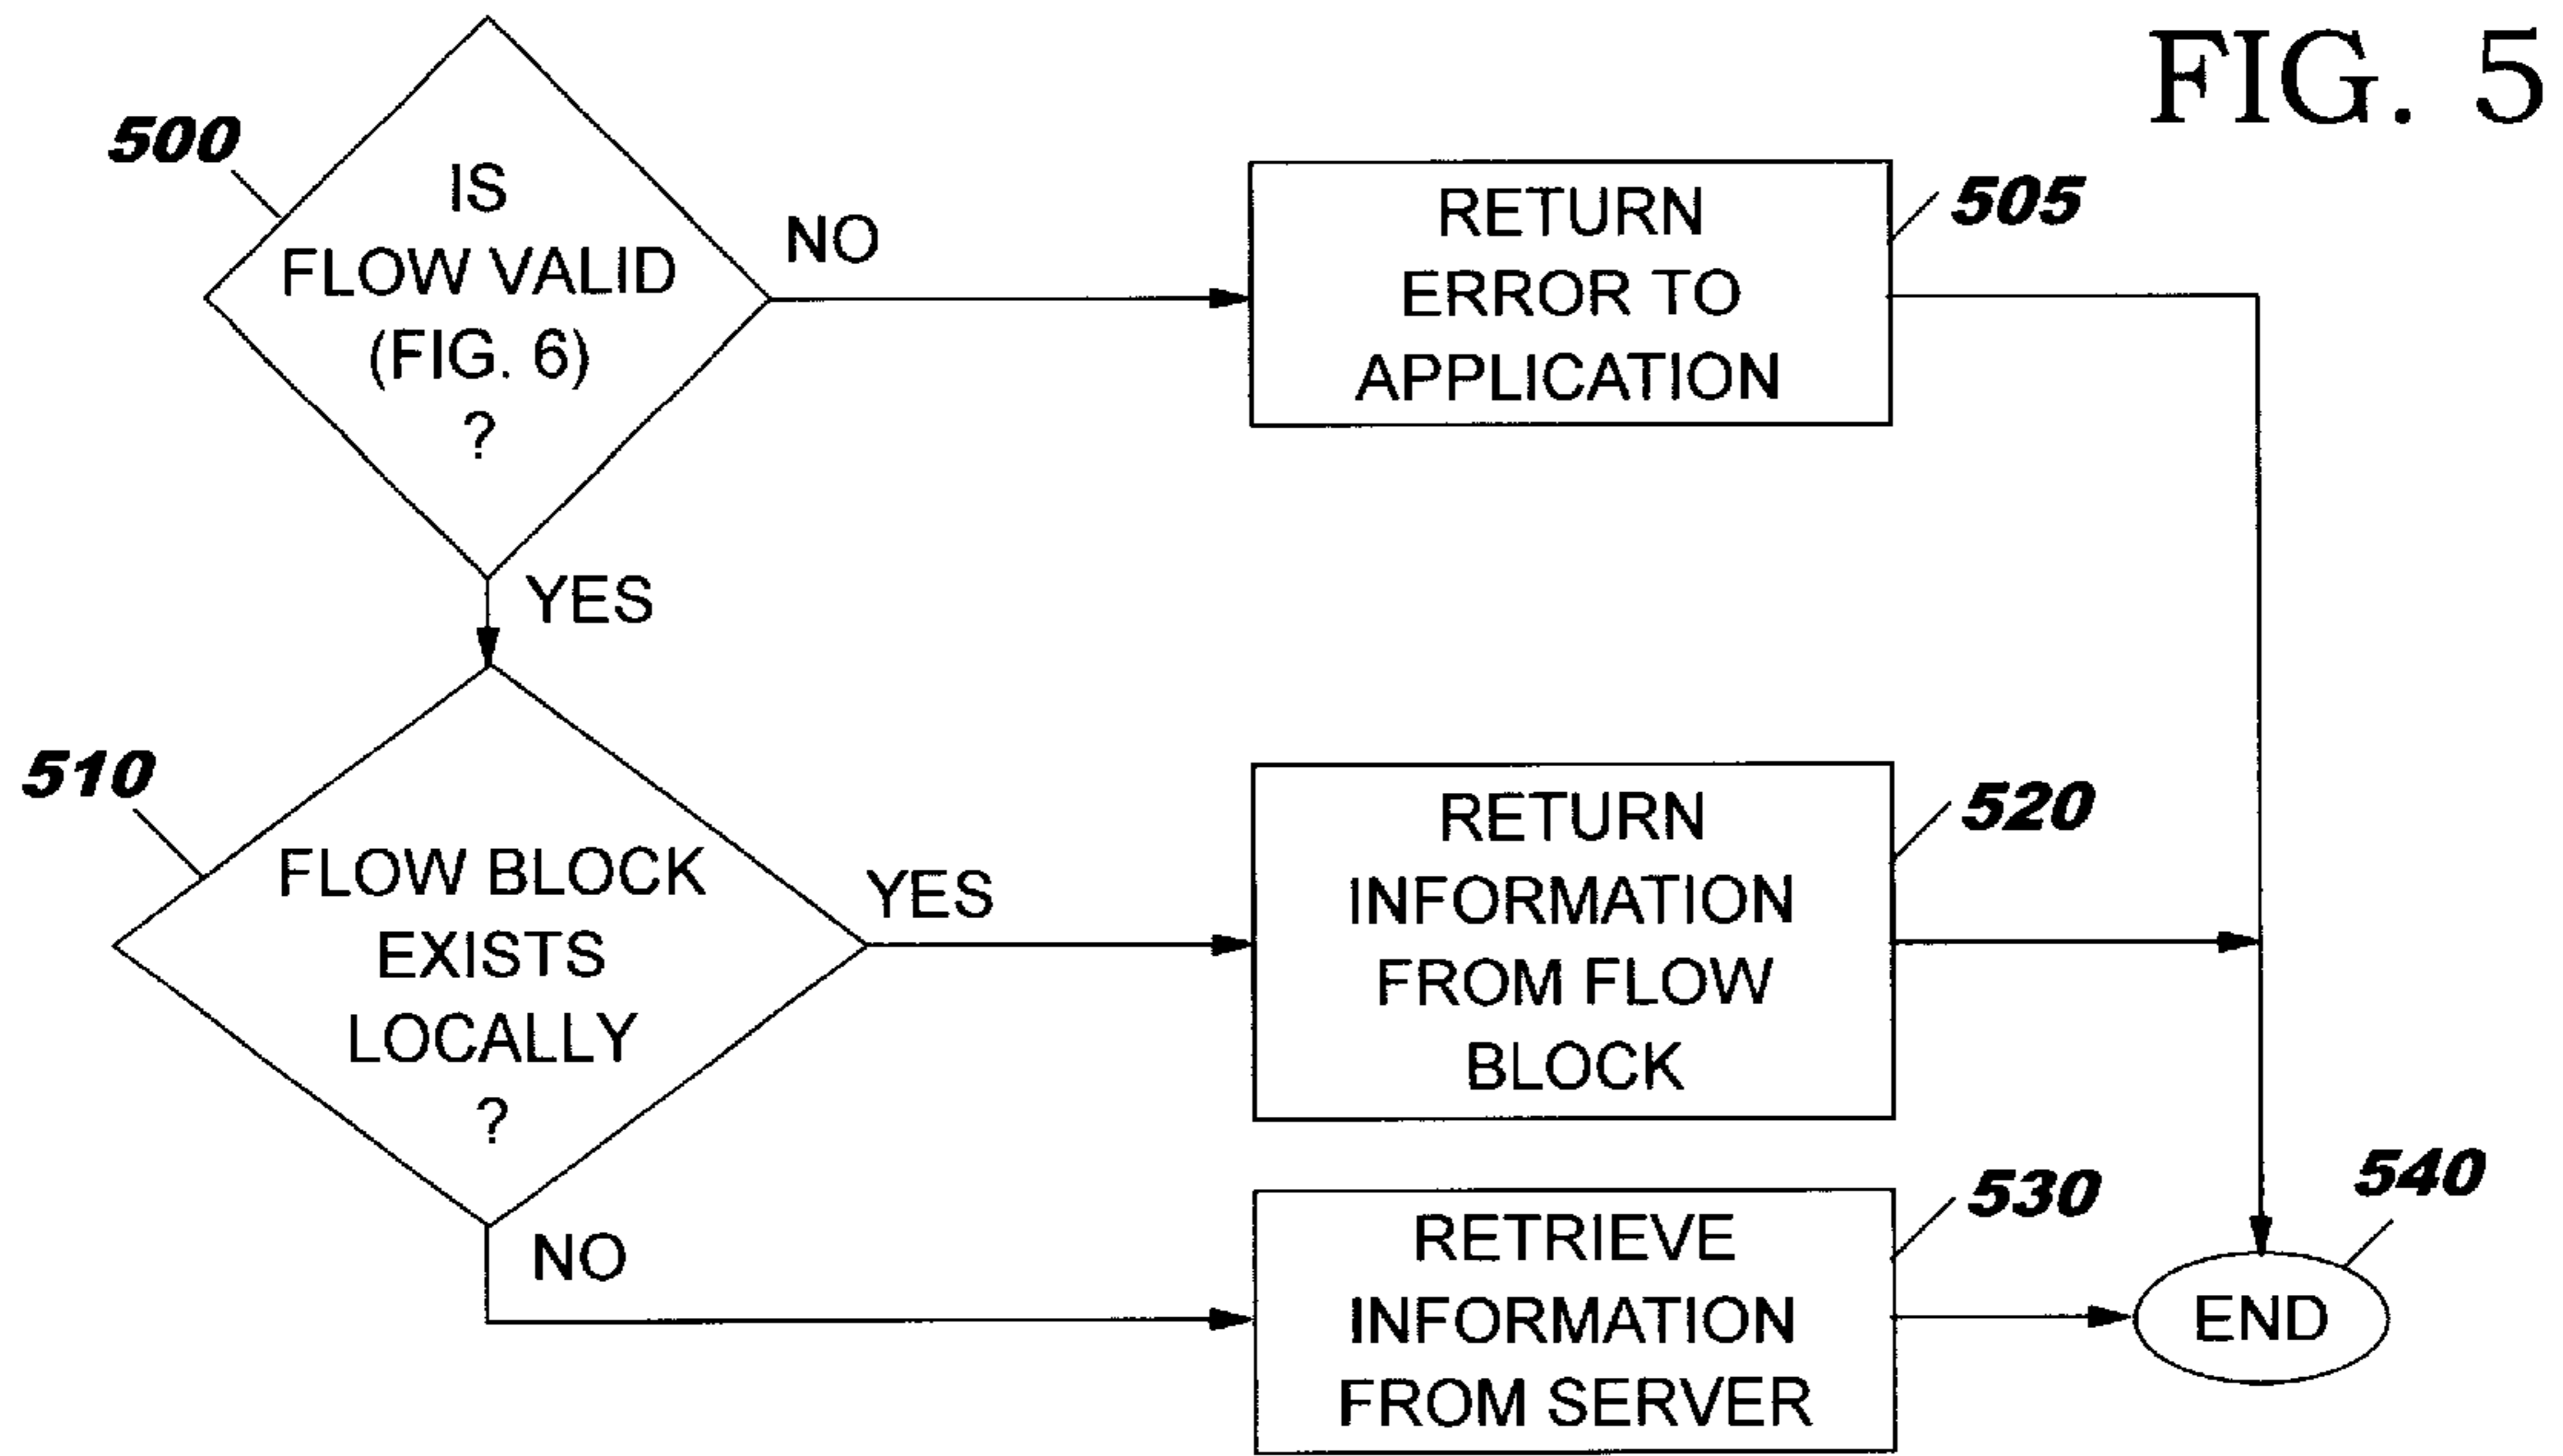 FIG. 5
500
IS
FLOW VALID
(FIG. 6)
?
NO
RETURN
ERROR TO
APPLICATION
505
YES
510
FLOW BLOCK
EXISTS
LOCALLY
?
YES
RETURN
INFORMATION
FROM FLOW
BLOCK
520
NO
RETRIEVE
INFORMATION
FROM SERVER
530
540
END